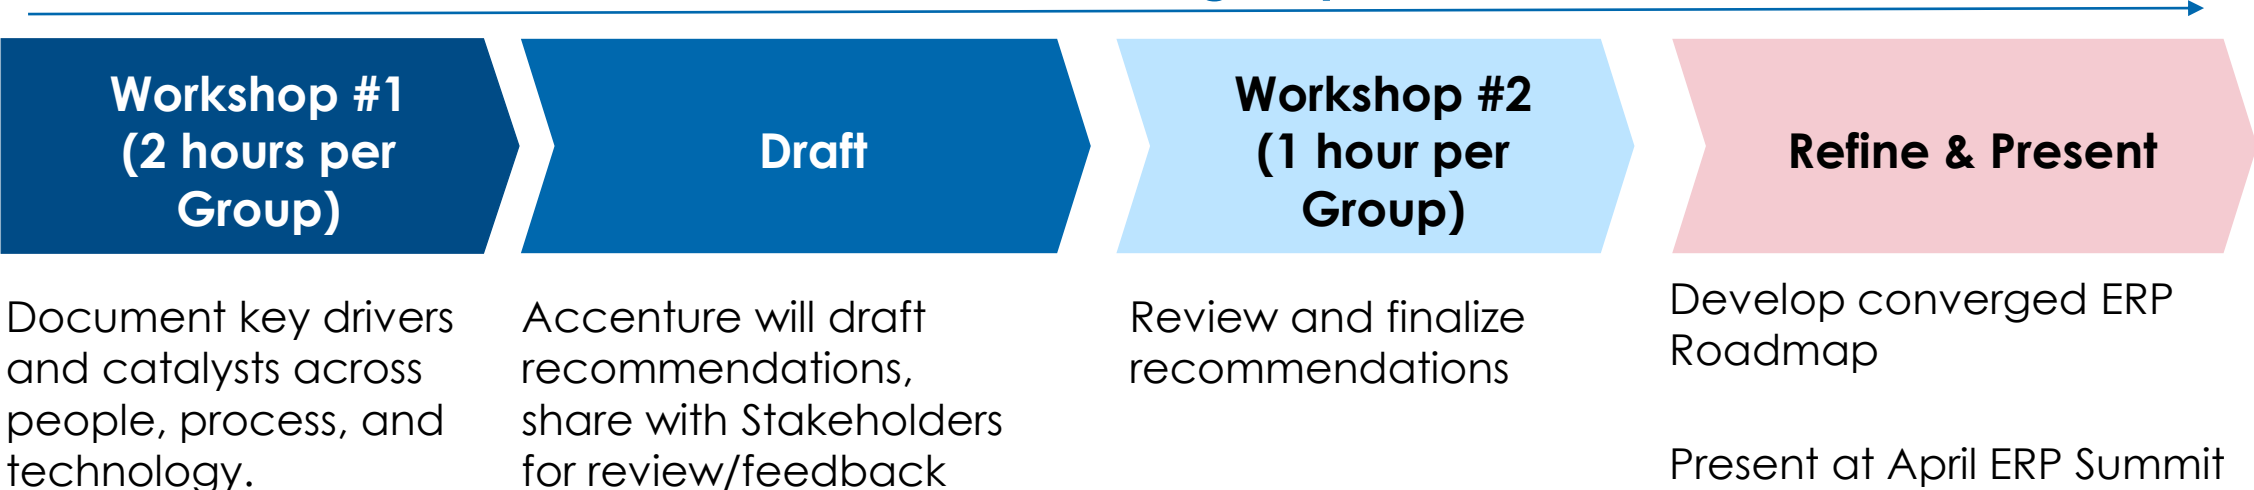 Workshop #1
(2 hours per
Group)
Draft
Workshop #2
(1 hour per
Group)
Refine & Present
Document key drivers
and catalysts across
people, process, and
technology.
Accenture will draft
recommendations,
share with Stakeholders
for review/feedback
Review and finalize
recommendations
Develop converged ERP
Roadmap
Present at April ERP Summit